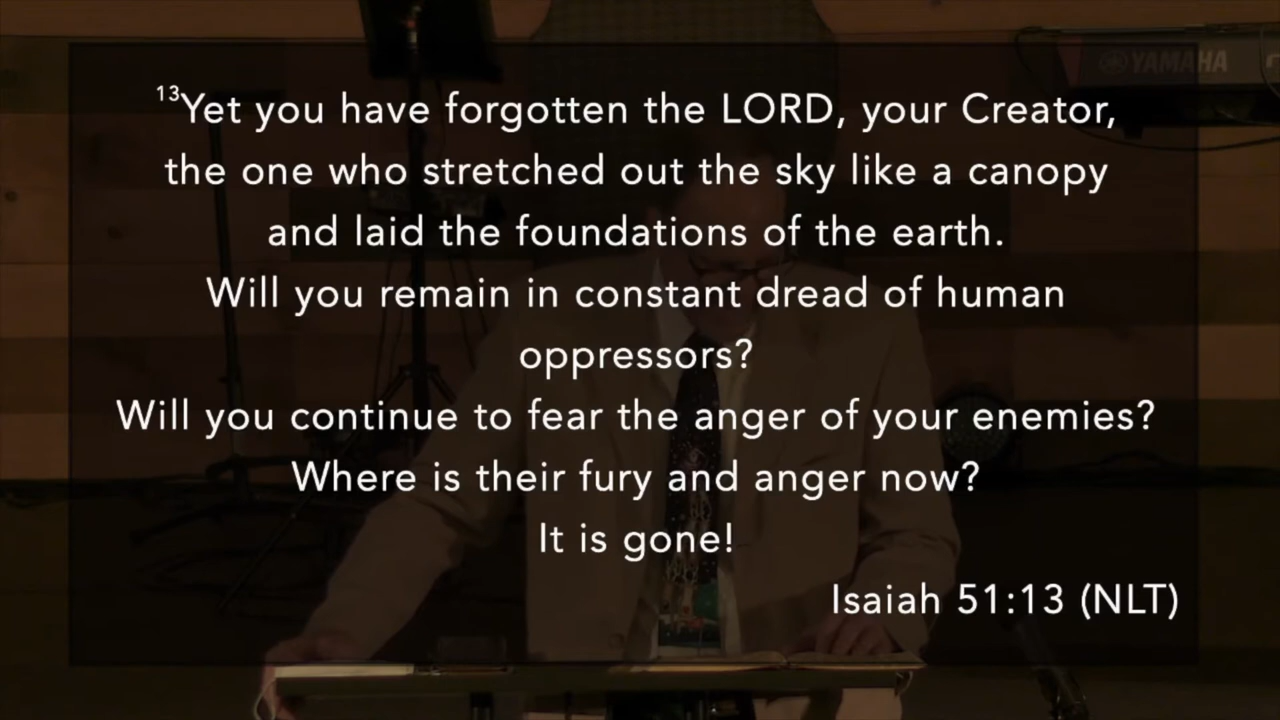 YAMAHA
13Yet you have forgotten the LORD, your Creator,
the one who stretched out the sky like a canopy
and laid the foundations of the earth.
Will you remain in constant dread of human
oppressors?
Will you continue to fear the anger of your enemies?
Where is their fury and anger now?
It is gone!
Isaiah 51:13 (NLT)